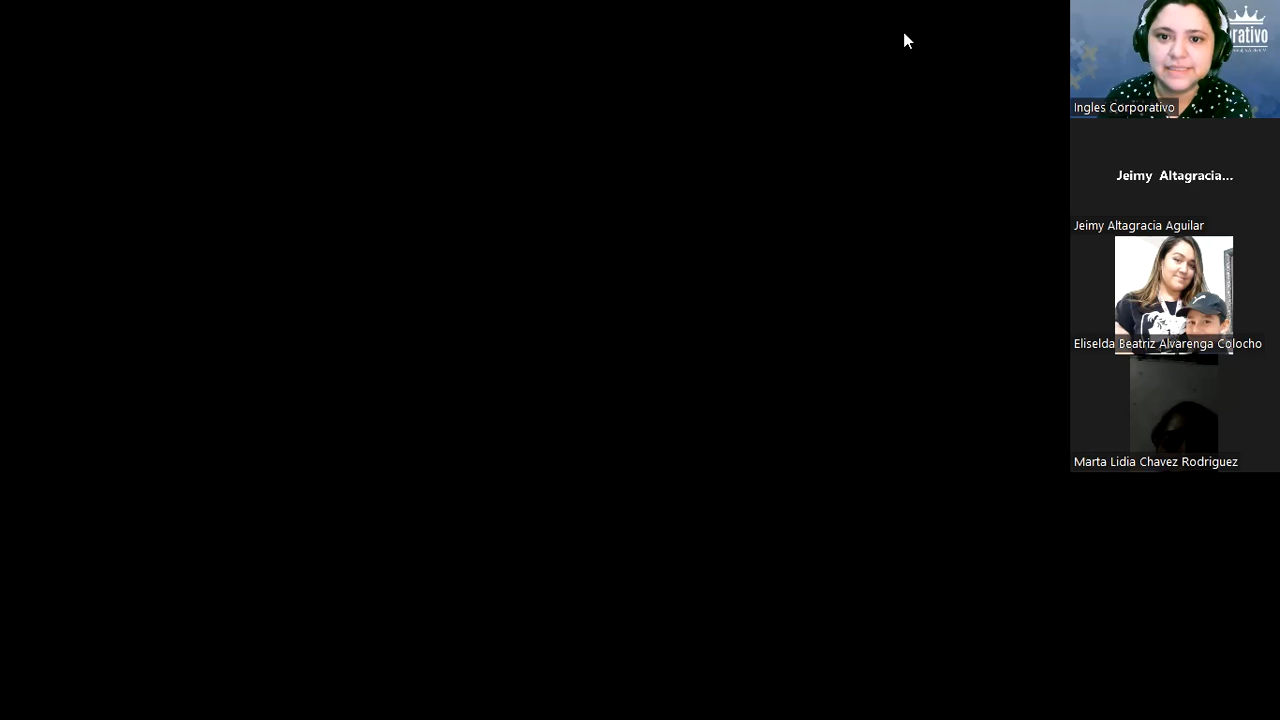 rativo
Ingles Corporativo
Jeimy Altagracia...
Jeimy Altagracia Aguilar
Eliselda Beatriz Alvarenga Colocho
Marta Lidia Chavez Rodriguez